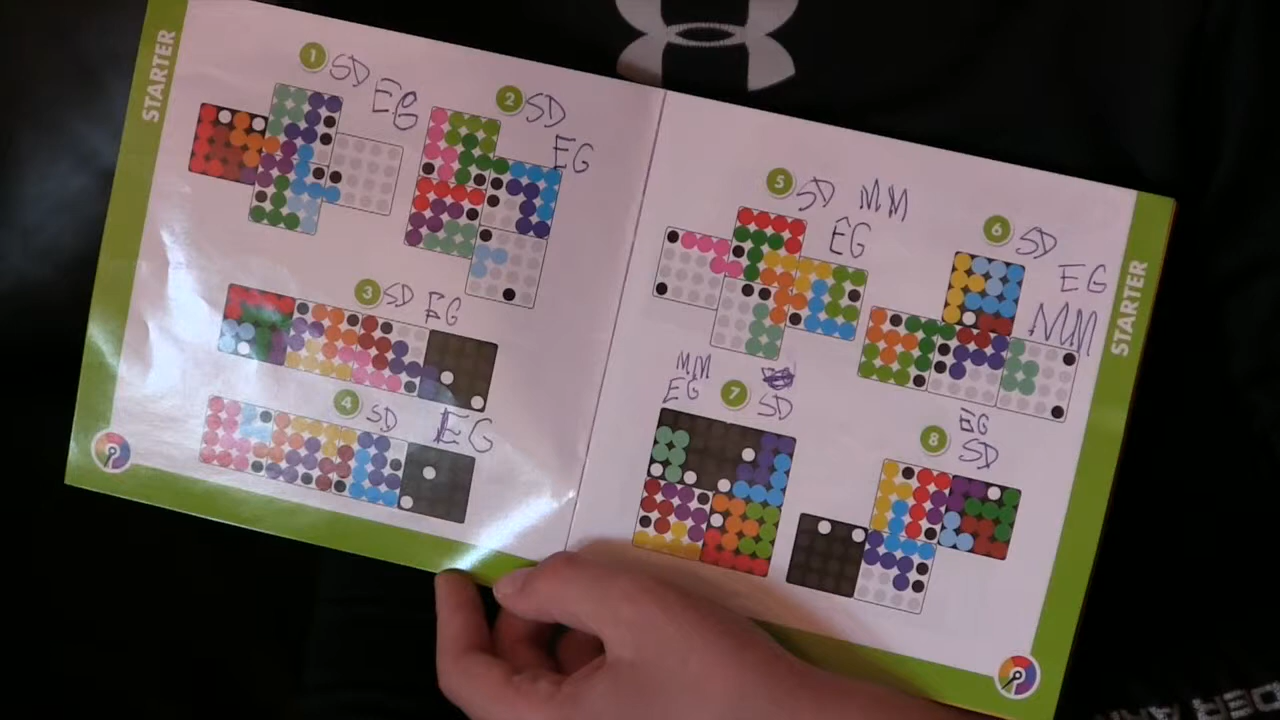 STARTER
1 SD EG
2 SD
EG
3 SD EG
4 SD EG
5 SD MM
EG
6 SD
EG
MM
MM
EG 7
SD
EG
8 SD
STARTER